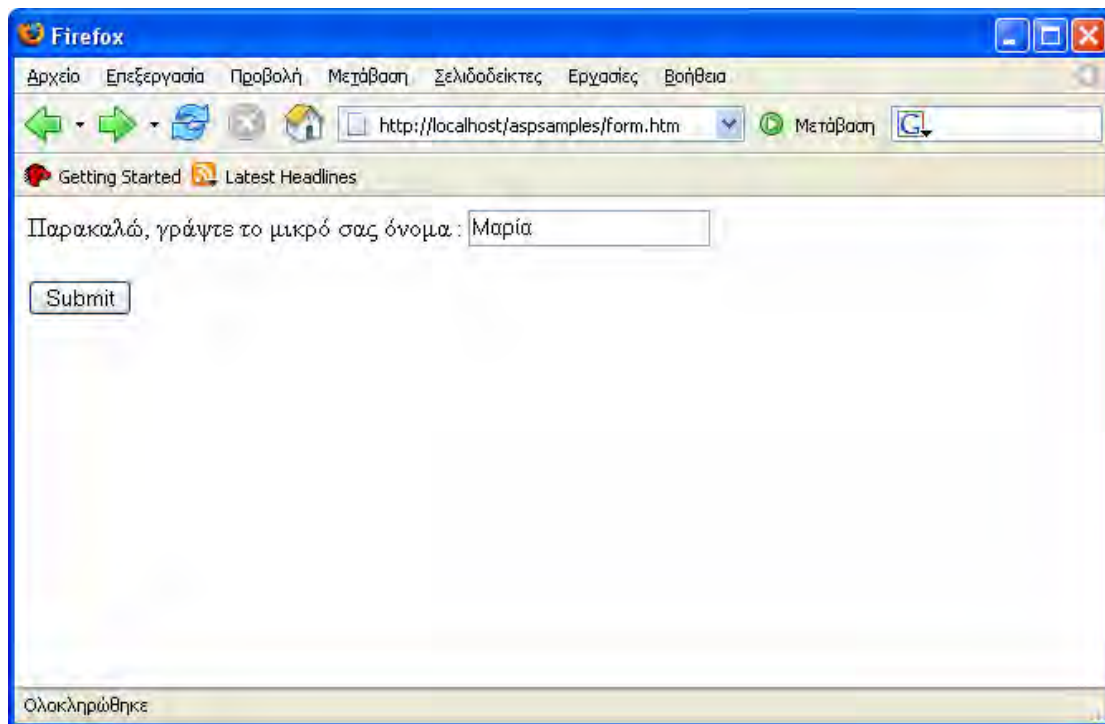 Firefox
Αρχείο Επεξεργασία Προβολή Μετάβαση Σελιδοδείκτες Εργασίες Βοήθεια
http://localhost/aspsamples/form.htm Μετάβαση G
Getting Started Latest Headlines
Παρακαλώ, γράψτε το μικρό σας όνομα : Μαρία
Submit
Ολοκληρώθηκε